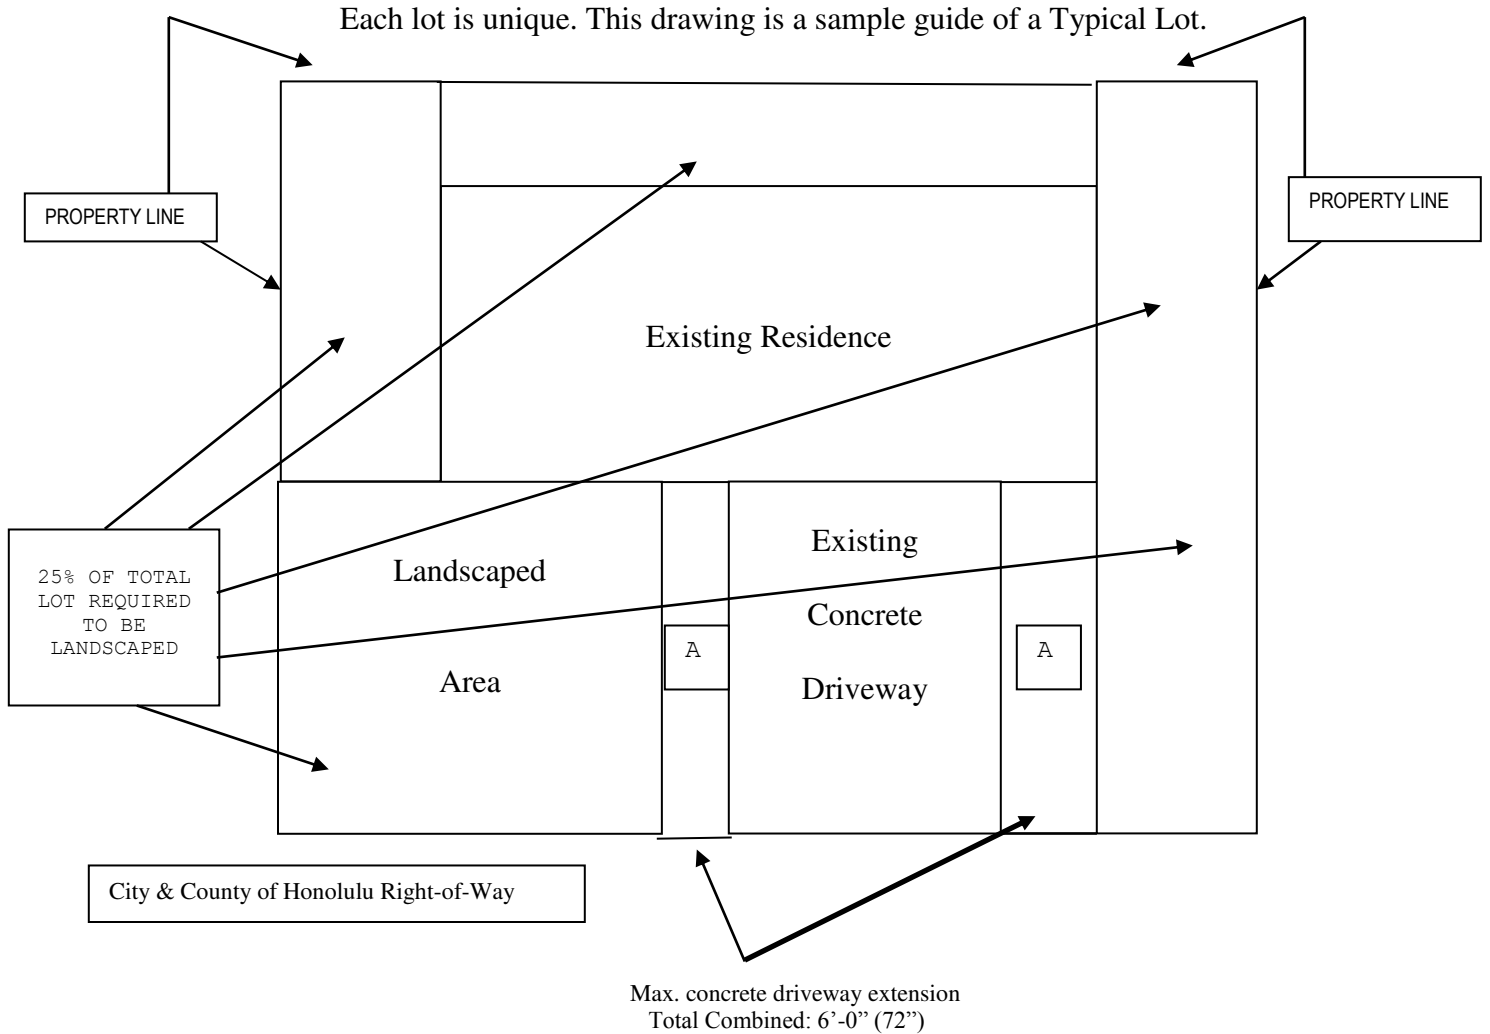 Each lot is unique. This drawing is a sample guide of a Typical Lot.
PROPERTY LINE
PROPERTY LINE
Existing Residence
25% OF TOTAL
LOT REQUIRED
TO BE
LANDSCAPED
Landscaped
Area
A
Existing
Concrete
Driveway
A
City & County of Honolulu Right-of-Way
Max. concrete driveway extension
Total Combined: 6’-0” (72”)